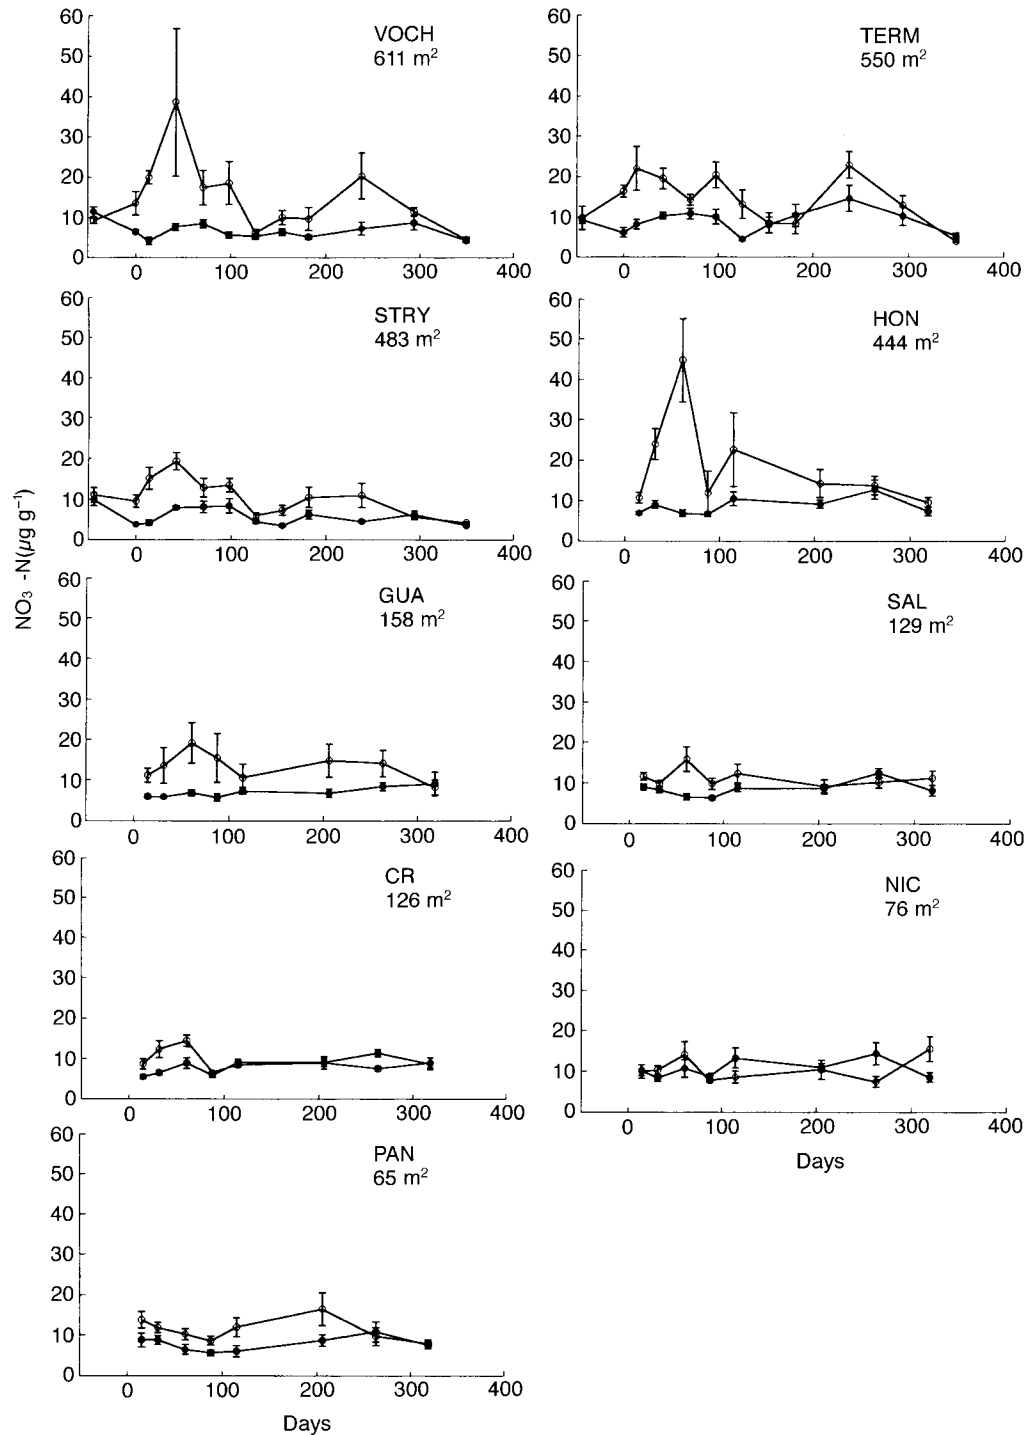 60 50 40 30 20 10 0
VOCH
611 m²
0 100 200 300 400
60 50 40 30 20 10 0
TERM
550 m²
0 100 200 300 400
60 50 40 30 20 10 0
STRY
483 m²
0 100 200 300 400
60 50 40 30 20 10 0
HON
444 m²
0 100 200 300 400
NO₃ -N(µg g⁻¹)
60 50 40 30 20 10 0
GUA
158 m²
0 100 200 300 400
60 50 40 30 20 10 0
SAL
129 m²
0 100 200 300 400
60 50 40 30 20 10 0
CR
126 m²
0 100 200 300 400
60 50 40 30 20 10 0
NIC
76 m²
0 100 200 300 400
Days
60 50 40 30 20 10 0
PAN
65 m²
0 100 200 300 400
Days